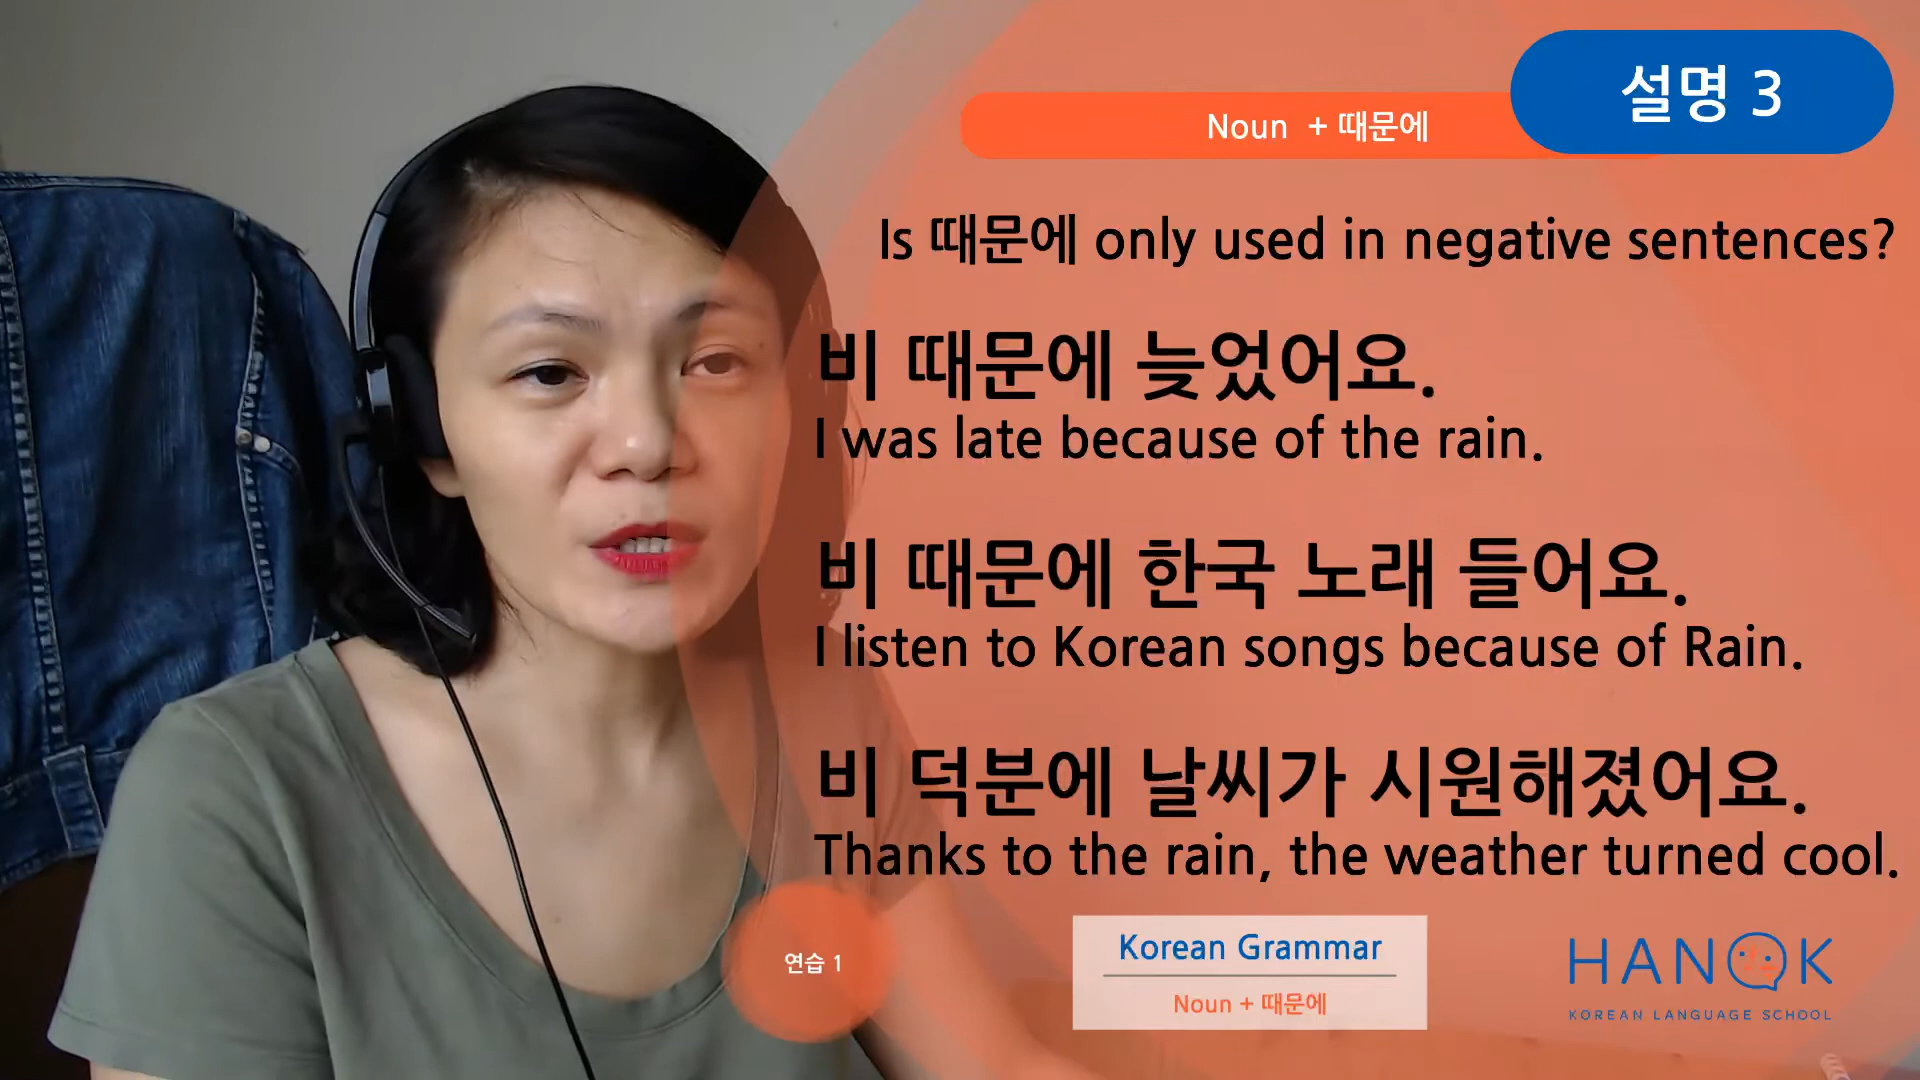 설명 3
Noun + 때문에
Is 때문에 only used in negative sentences?
비 때문에 늦었어요.
I was late because of the rain.
비 때문에 한국 노래 들어요.
I listen to Korean songs because of Rain.
비 덕분에 날씨가 시원해졌어요.
Thanks to the rain, the weather turned cool.
연습 1
Korean Grammar
Noun + 때문에
HANOK
KOREAN LANGUAGE SCHOOL